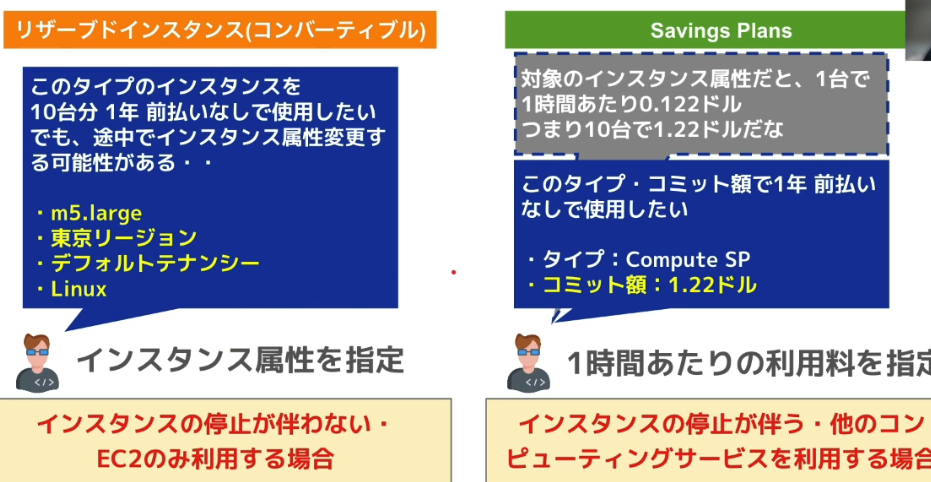 リザーブドインスタンス(コンバーティブル)
このタイプのインスタンスを
10台分 1年 前払いなしで使用したい
でも、途中でインスタンス属性変更す
る可能性がある・・
・m5.large
・東京リージョン
・デフォルトテナンシー
・Linux
</>
インスタンス属性を指定
インスタンスの停止が伴わない・
EC2のみ利用する場合
Savings Plans
対象のインスタンス属性だと、1台で
1時間あたり0.122ドル
つまり10台で1.22ドルだな
このタイプ・コミット額で1年 前払い
なしで使用したい
・タイプ：Compute SP
・コミット額：1.22ドル
</>
1時間あたりの利用料を指定
インスタンスの停止が伴う・他のコン
ピューティングサービスを利用する場合